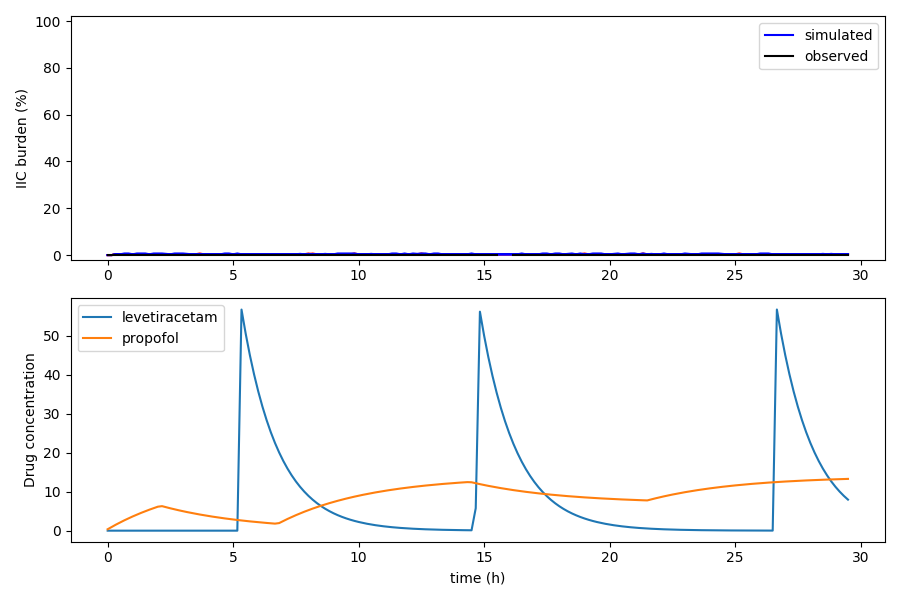 IIC burden (%)
100
80
60
40
20
0
simulated
observed
0 5 10 15 20 25 30
Drug concentration
50
40
30
20
10
0
levetiracetam
propofol
0 5 10 15 20 25 30
time (h)